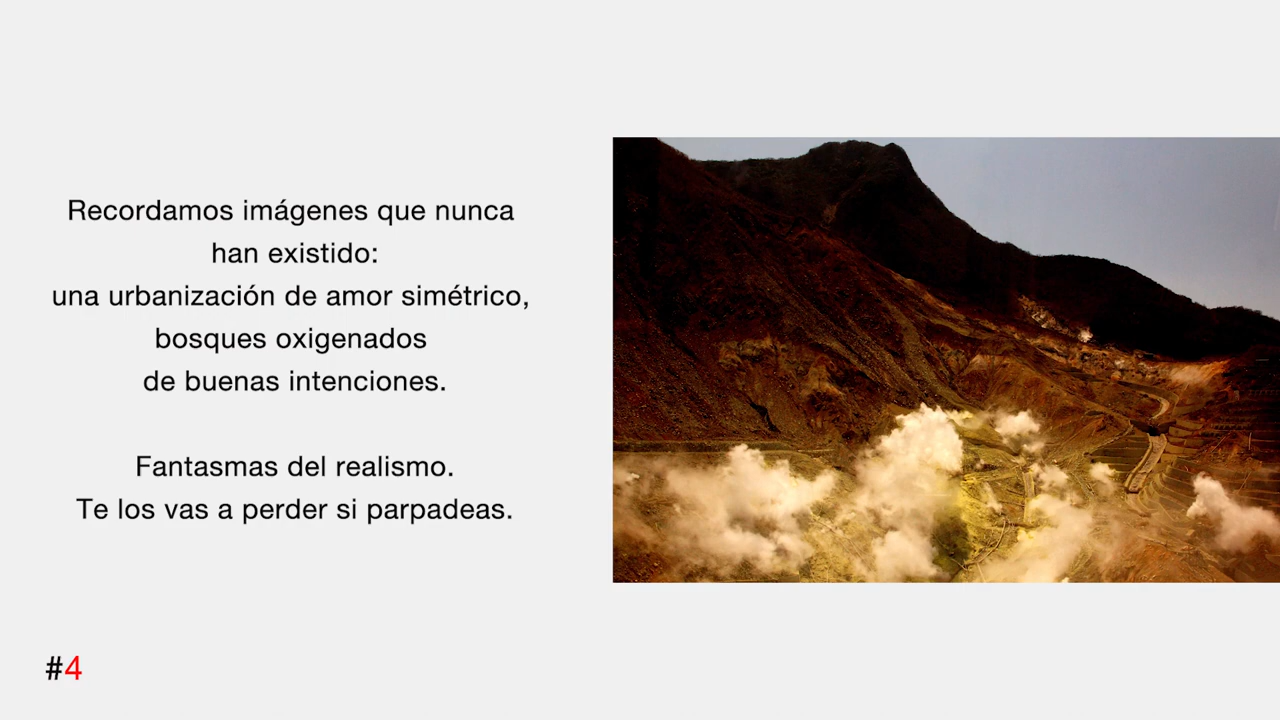 Recordamos imágenes que nunca
han existido:
una urbanización de amor simétrico,
bosques oxigenados
de buenas intenciones.
Fantasmas del realismo.
Te los vas a perder si parpadeas.
#4